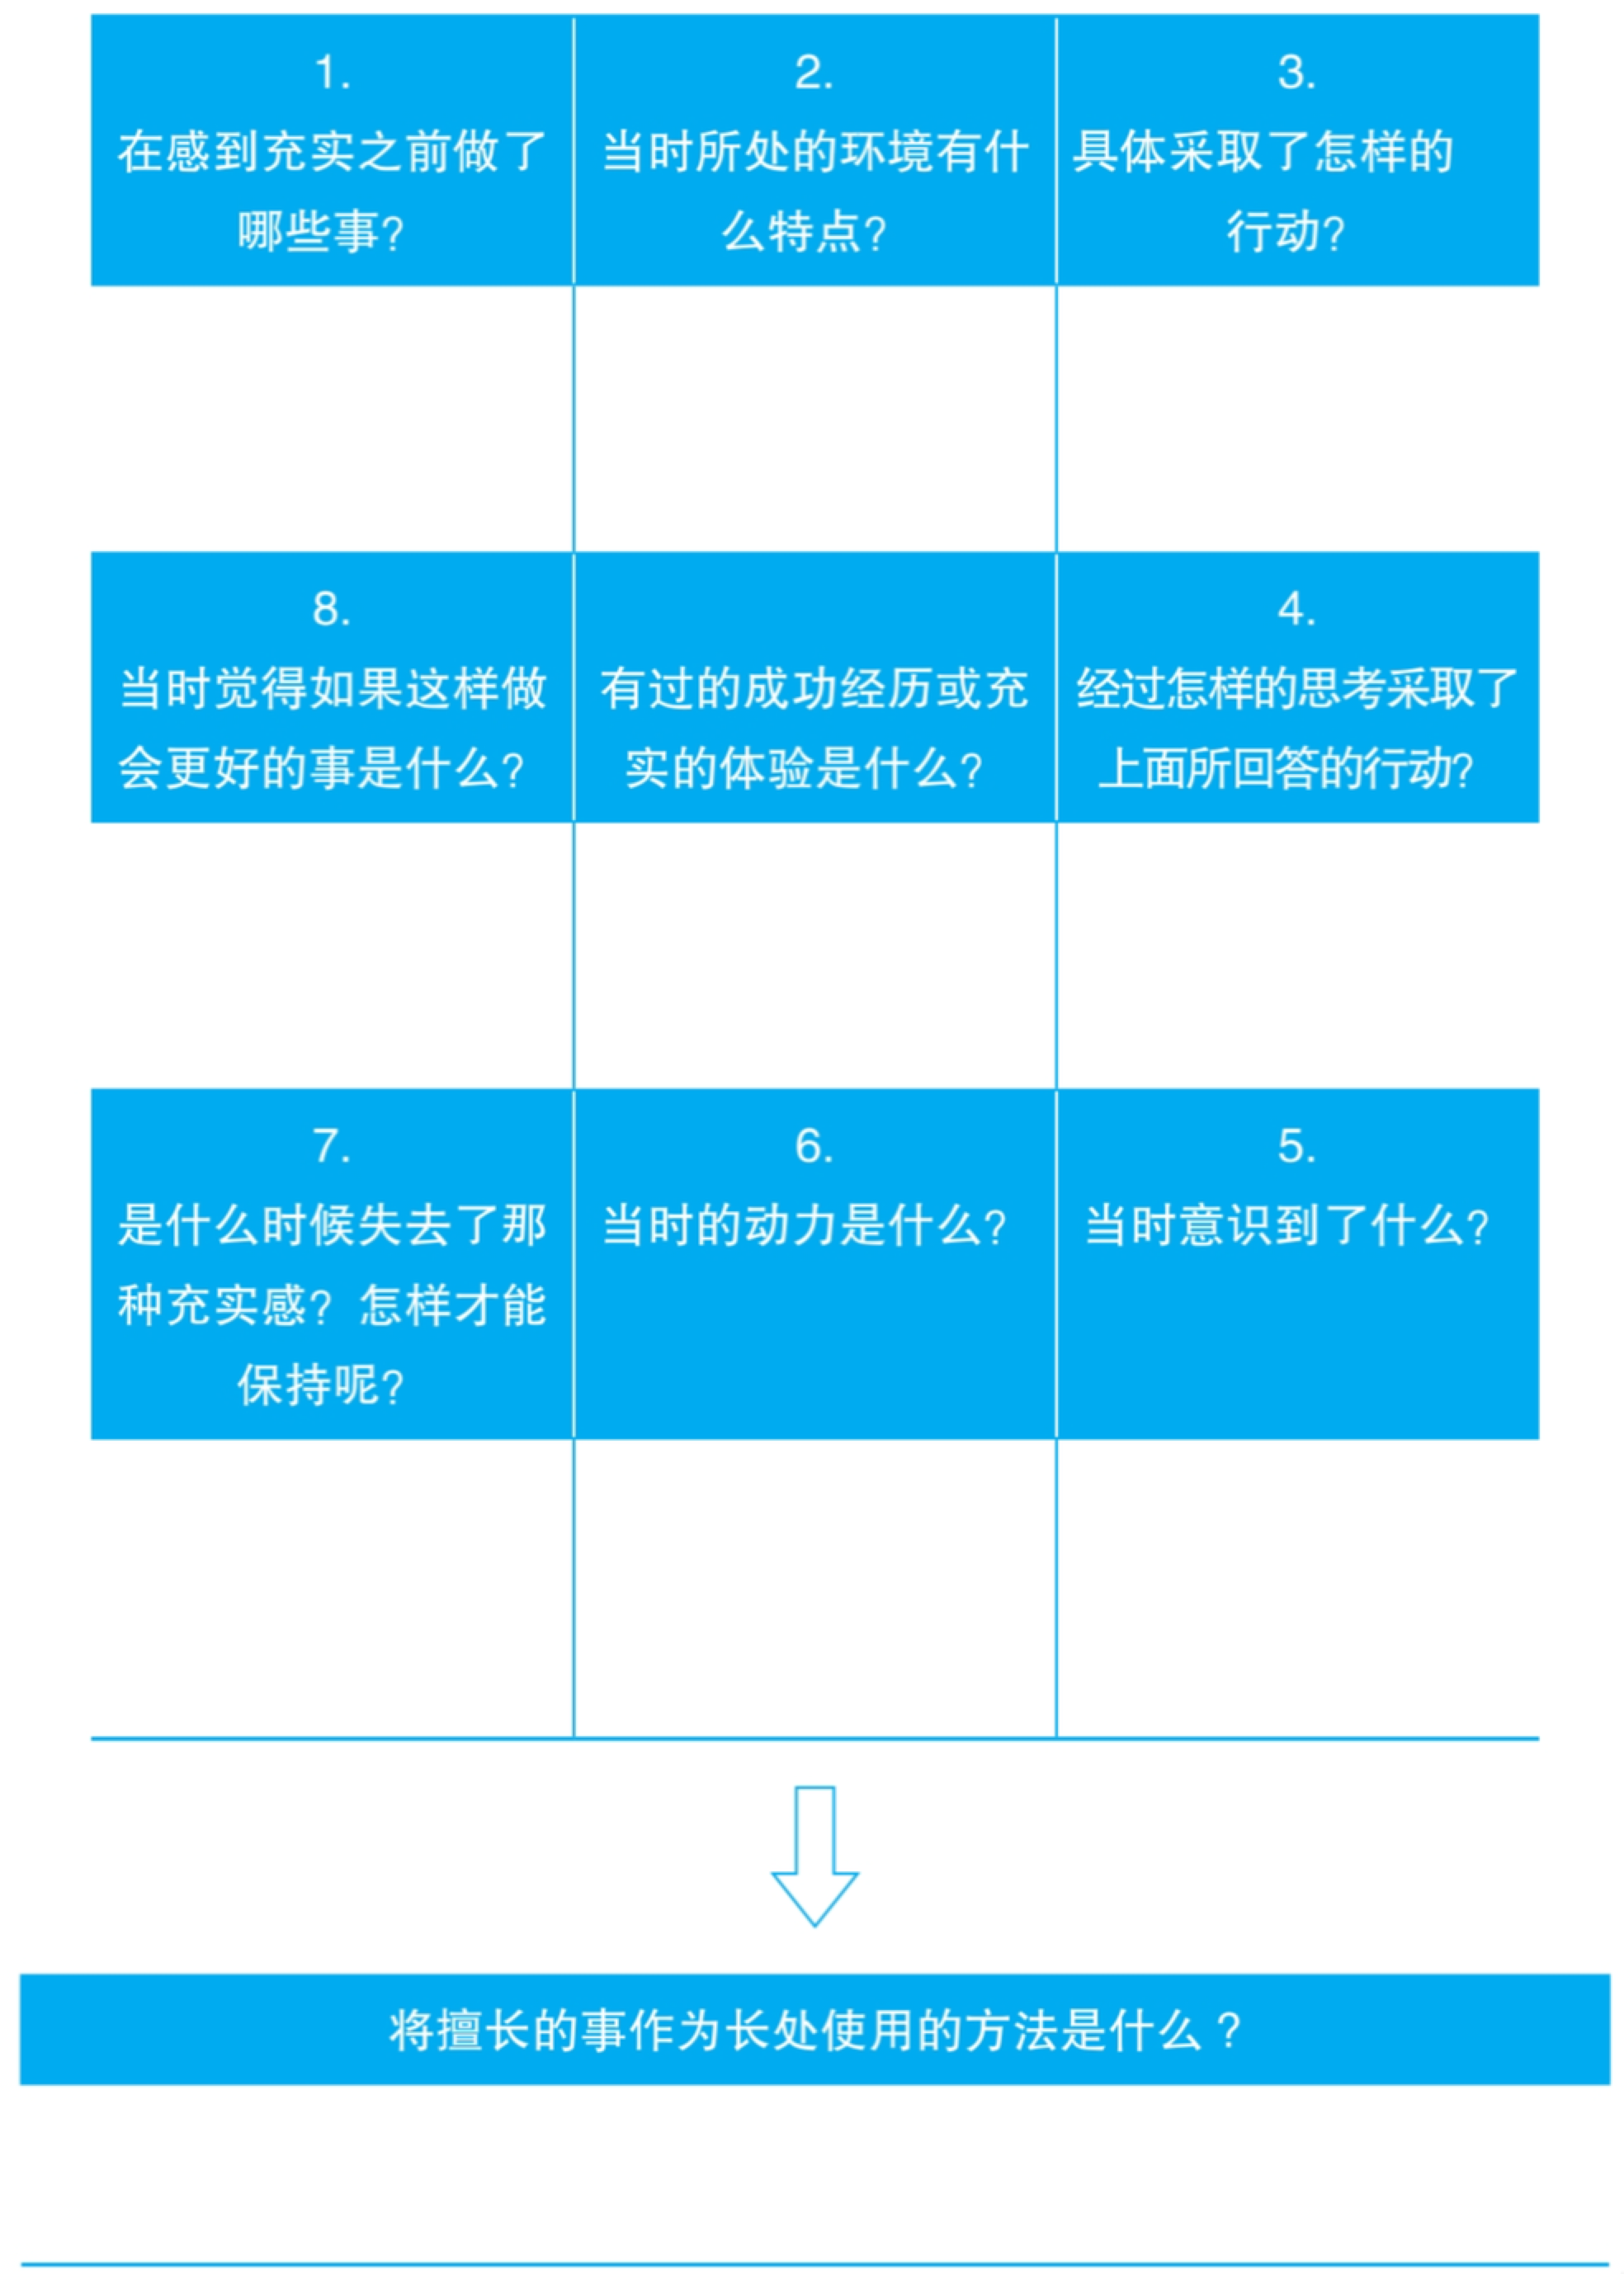 1.
在感到充实之前做了
哪些事？
2.
当时所处的环境有什
么特点？
3.
具体采取了怎样的
行动？
8.
当时觉得如果这样做
会更好的事是什么？
有过的成功经历或充
实的体验是什么？
4.
经过怎样的思考采取了
上面所回答的行动？
7.
是什么时候失去了那
种充实感？怎样才能
保持呢？
6.
当时的动力是什么？
5.
当时意识到了什么？
将擅长的事作为长处使用的方法是什么？